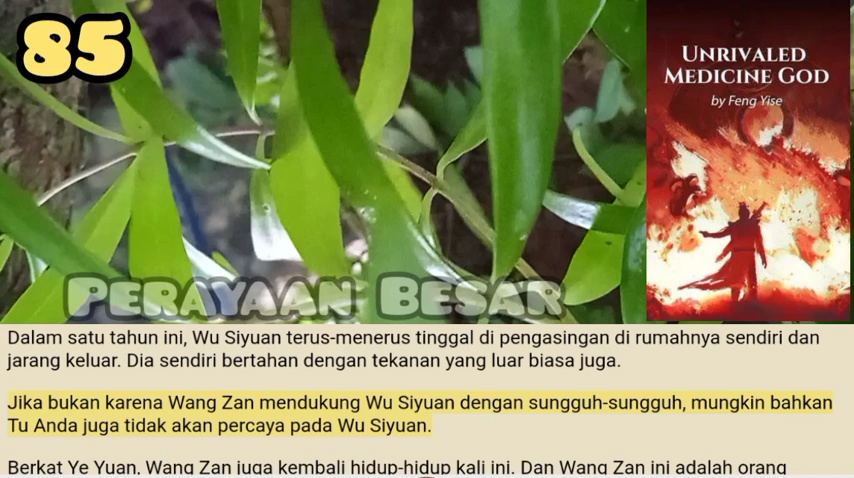 85
UNRIVALED
MEDICINE GOD
by Feng Yise
PERAYAAN BESAR
Dalam satu tahun ini, Wu Siyuan terus-menerus tinggal di pengasingan di rumahnya sendiri dan
jarang keluar. Dia sendiri bertahan dengan tekanan yang luar biasa juga.
Jika bukan karena Wang Zan mendukung Wu Siyuan dengan sungguh-sungguh, mungkin bahkan
Tu Anda juga tidak akan percaya pada Wu Siyuan.
Berkat Ye Yuan, Wang Zan juga kembali hidup-hidup kali ini. Dan Wang Zan ini adalah orang